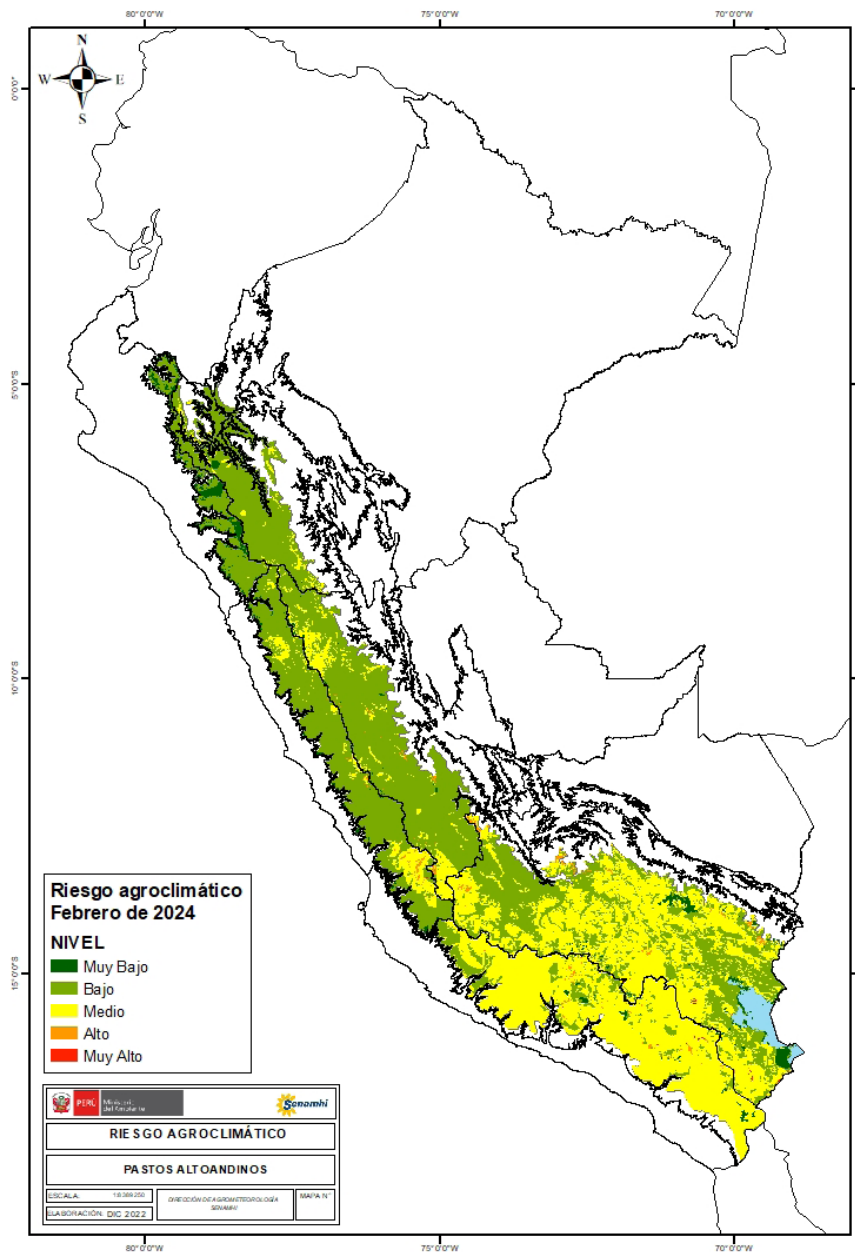 80°0'0"W 75°0'0"W 70°0'0"W
N
W E
S
0°0'0"
5°0'0"S
10°0'0"S
15°0'0"S
Riesgo agroclimático
Febrero de 2024
NIVEL
Muy Bajo
Bajo
Medio
Alto
Muy Alto
PERÚ Ministerio
del Ambiente
Senamhi
RIESGO AGROCLIMÁTICO
PASTOS ALTOANDINOS
ESCALA:
DIRECCIÓN DE AGROMETEOROLOGÍA
SENAMHI
MAPA N°
ELABORACIÓN: DIC 2022
80°0'0"W 75°0'0"W 70°0'0"W